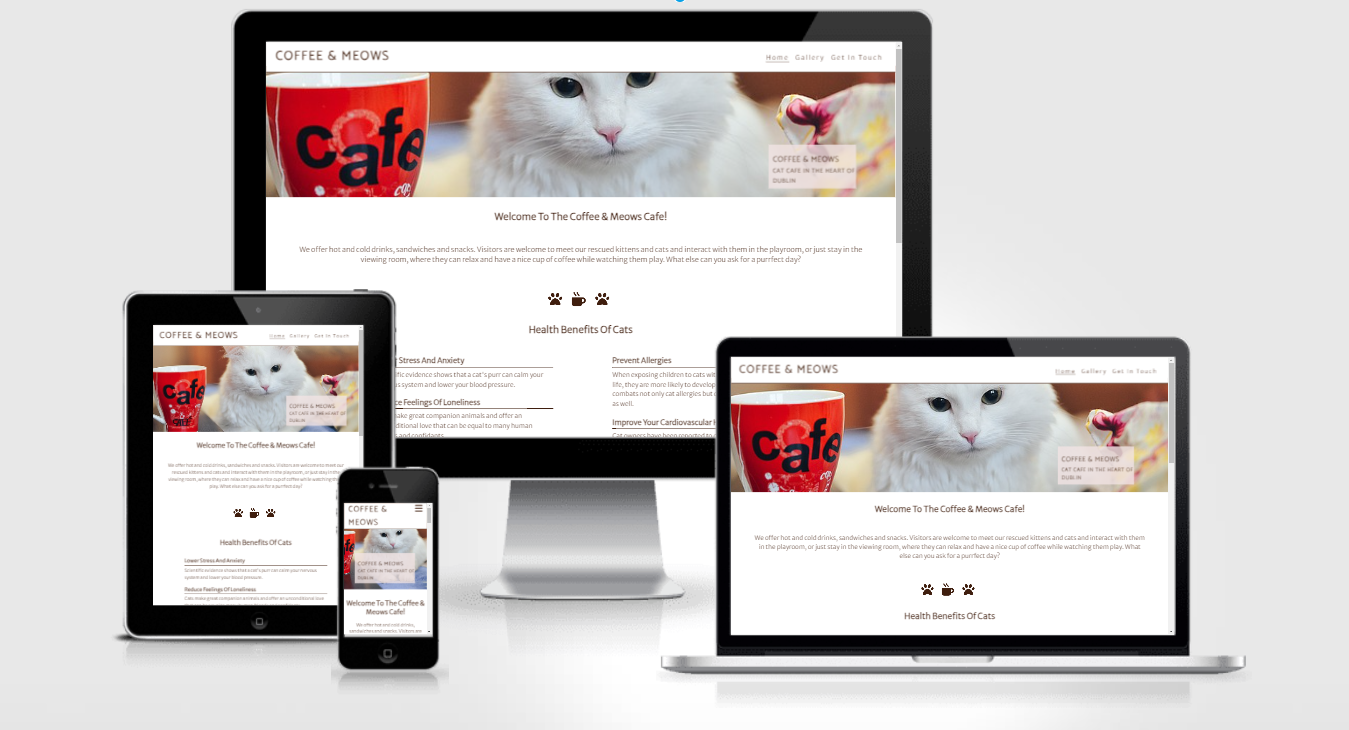 COFFEE & MEOWS
Home Gallery Get In Touch
cafe
COFFEE & MEOWS
CAT CAFE IN THE HEART OF
DUBLIN
Welcome To The Coffee & Meows Cafe!
We offer hot and cold drinks, sandwiches and snacks. Visitors are welcome to meet our rescued kittens and cats and interact with them in the playroom, or just stay in the
viewing room, where they can relax and have a nice cup of coffee while watching them play. What else can you ask for a purrfect day?
Health Benefits Of Cats
Stress And Anxiety
scientific evidence shows that a cat's purr can calm your
system and lower your blood pressure.
Feelings Of Loneliness
make great companion animals and offer an
love that can be equal to many human
and confidants.
Prevent Allergies
When exposing children to cats
life, they are more likely to develop
combats not only cat allergies but
as well.
Improve Your Cardiovascular
Cat owners have been reported to
COFFEE & MEOWS
Home Gallery Get In Touch
cafe
COFFEE & MEOWS
CAT CAFE IN THE HEART OF
DUBLIN
Welcome To The Coffee & Meows Cafe!
We offer hot and cold drinks, sandwiches and snacks. Visitors are welcome to meet our
rescued kittens and cats and interact with them in the playroom, or just stay in the
viewing room, where they can relax and have a nice cup of coffee while watching them
play. What else can you ask for a purrfect day?
Health Benefits Of Cats
Lower Stress And Anxiety
Scientific evidence shows that a cat's purr can calm your nervous
system and lower your blood pressure.
Reduce Feelings Of Loneliness
Cats make great companion animals and offer an unconditional love
COFFEE &
MEOWS
COFFEE & MEOWS
CAT CAFE IN THE HEART OF
DUBLIN
Welcome To The Coffee &
Meows Cafe!
We offer hot and cold drinks,
sandwiches and snacks. Visitors are
COFFEE & MEOWS
Home Gallery Get In Touch
cafe
COFFEE & MEOWS
CAT CAFE IN THE HEART OF
DUBLIN
Welcome To The Coffee & Meows Cafe!
We offer hot and cold drinks, sandwiches and snacks. Visitors are welcome to meet our rescued kittens and cats and interact with them
in the playroom, or just stay in the viewing room, where they can relax and have a nice cup of coffee while watching them play. What
else can you ask for a purrfect day?
Health Benefits Of Cats